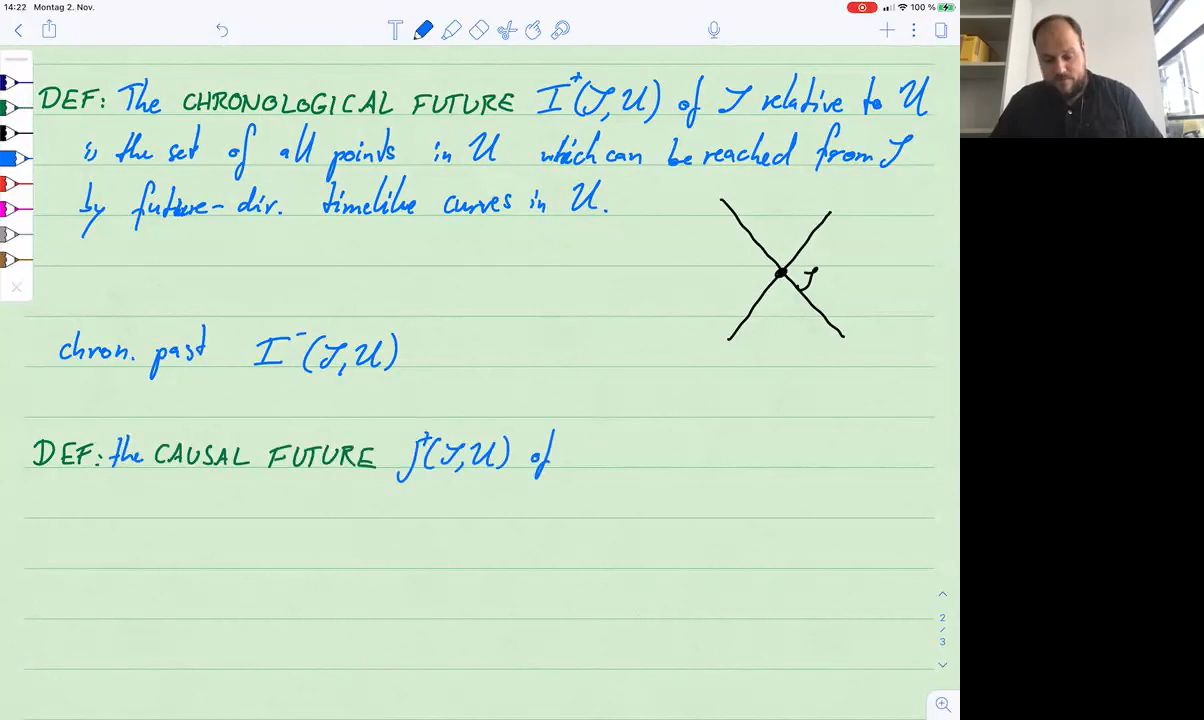 14:22 Montag 2. Nov.
100 %
DEF: The CHRONOLOGICAL FUTURE I⁺(𝒮,𝒰) of 𝒮 relative to 𝒰
is the set of all points in 𝒰 which can be reached from 𝒮
by future-dir. timelike curves in 𝒰.
𝒮
chron. past I⁻(𝒮,𝒰)
DEF: the CAUSAL FUTURE J⁺(𝒮,𝒰) of
2
/
3